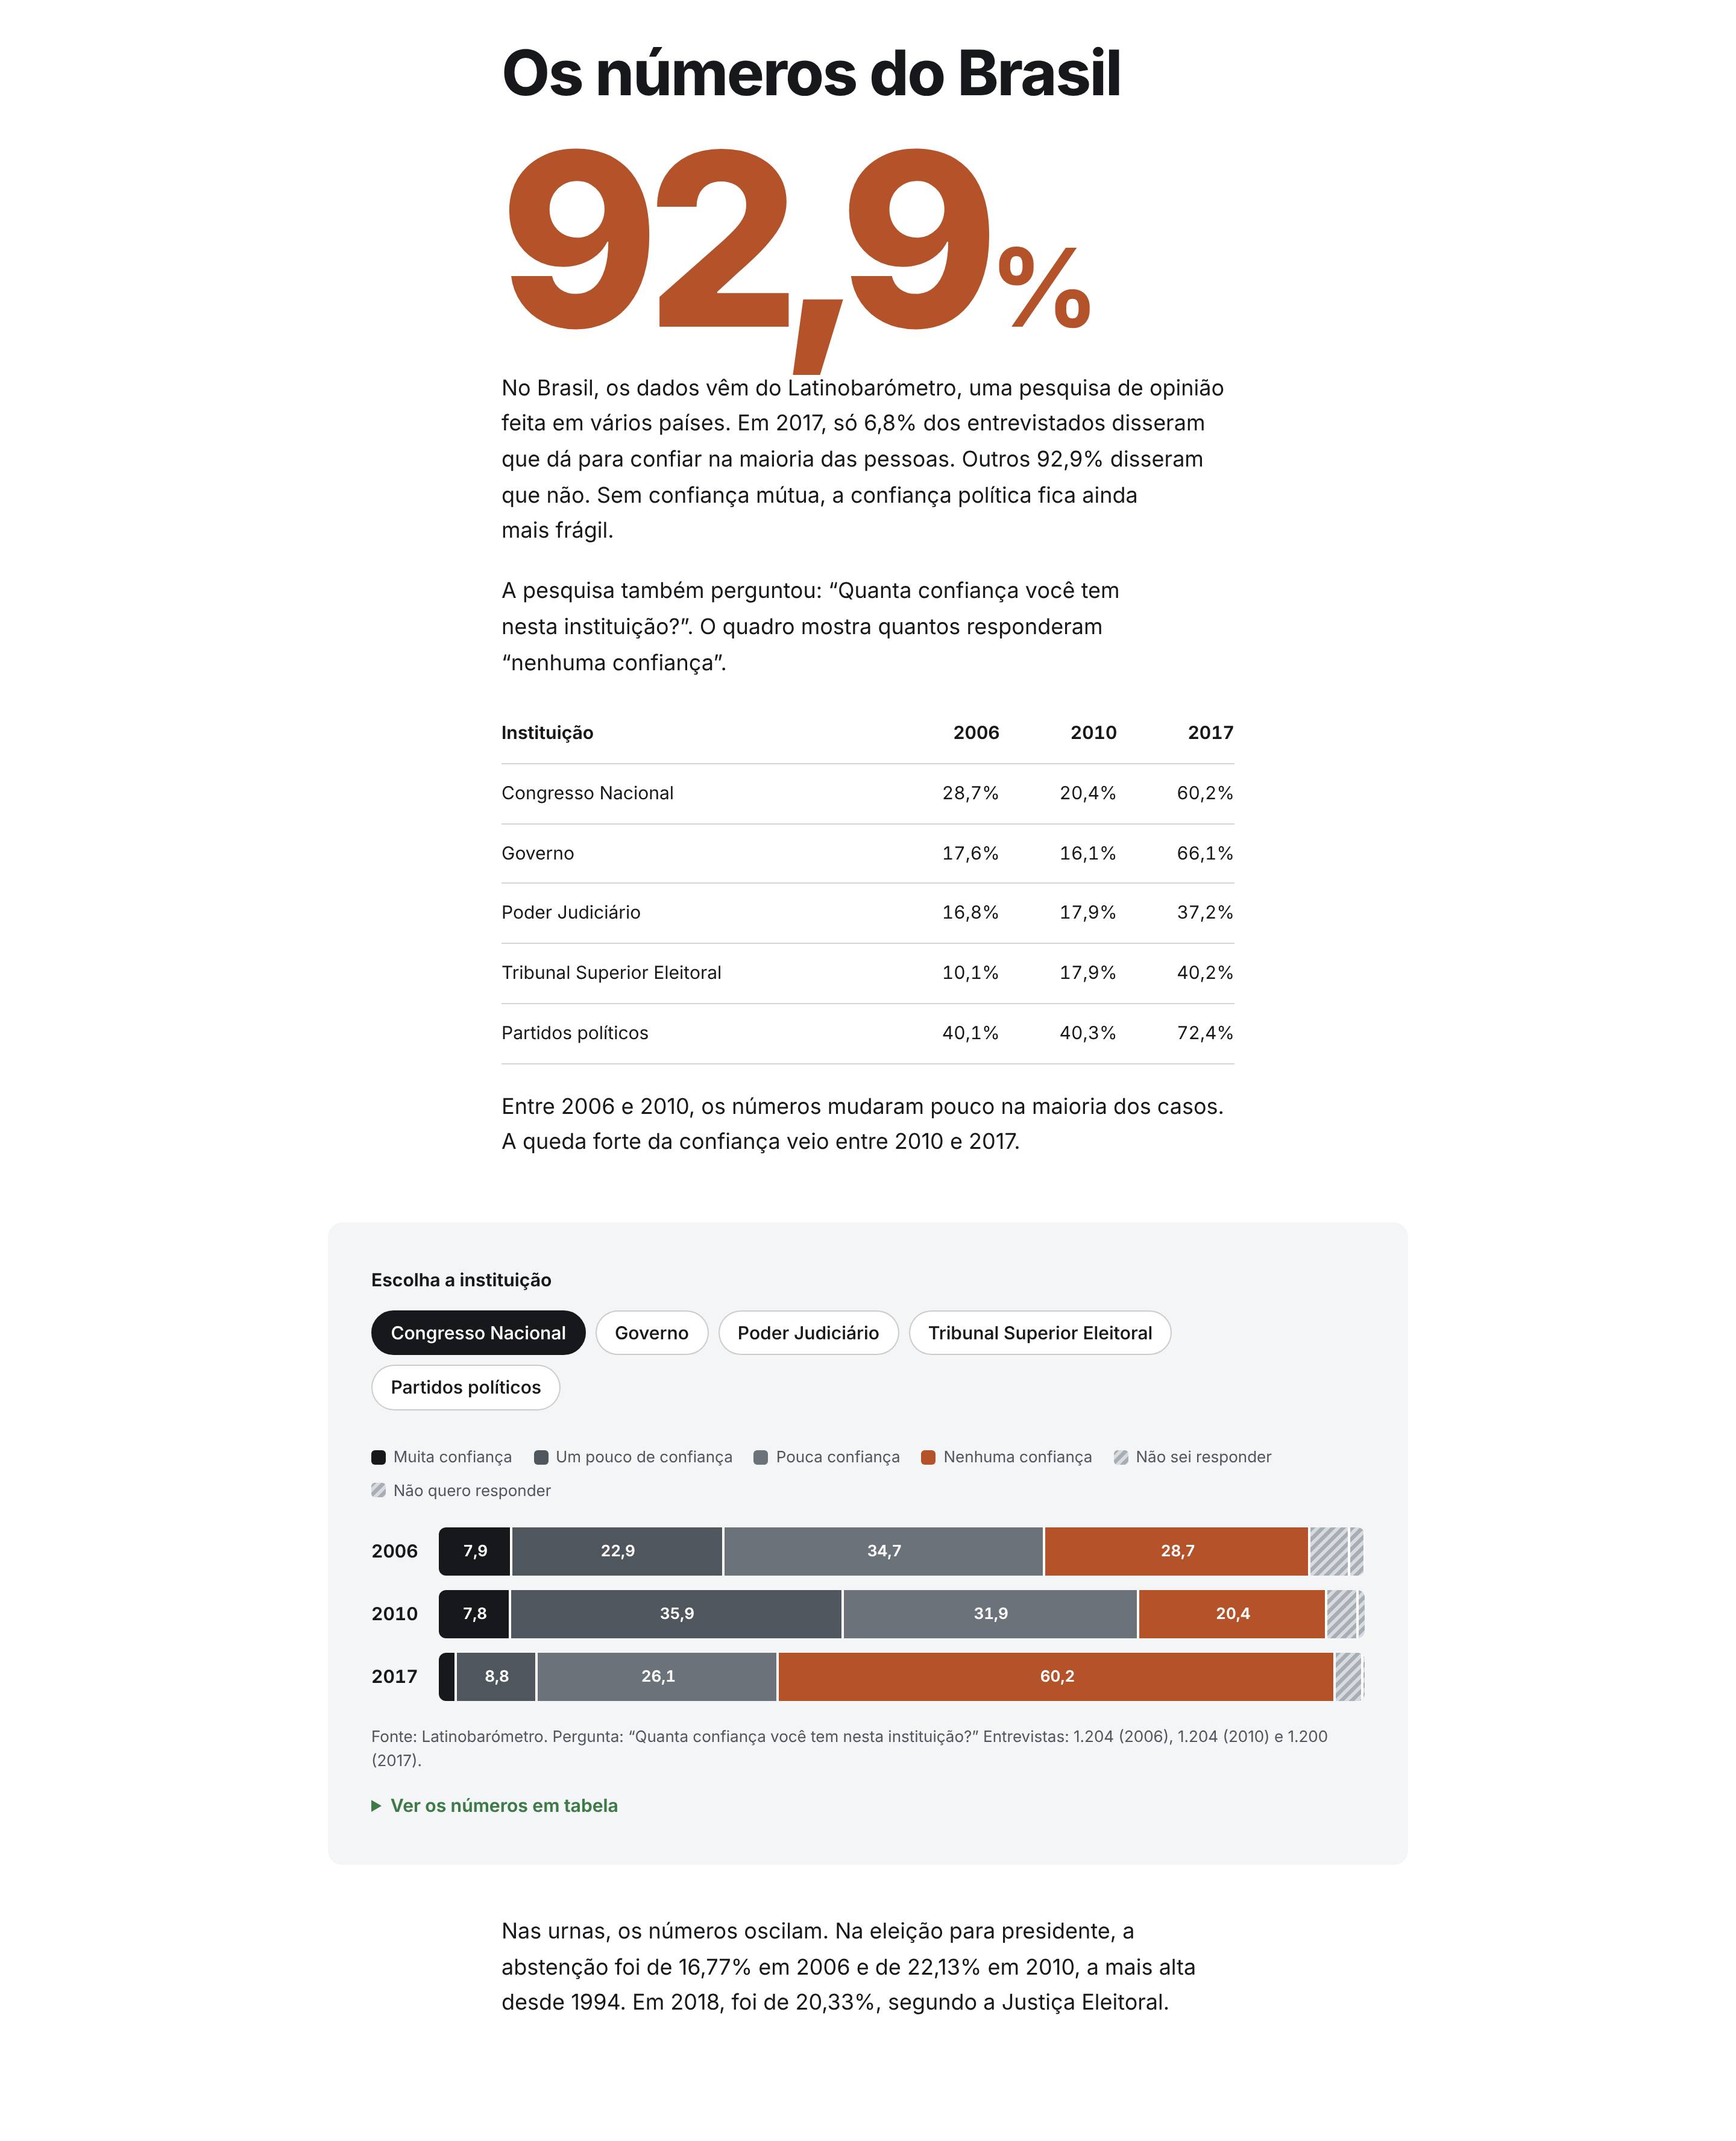 Os números do Brasil
92,9%
No Brasil, os dados vêm do Latinobarómetro, uma pesquisa de opinião
feita em vários países. Em 2017, só 6,8% dos entrevistados disseram
que dá para confiar na maioria das pessoas. Outros 92,9% disseram
que não. Sem confiança mútua, a confiança política fica ainda
mais frágil.
A pesquisa também perguntou: “Quanta confiança você tem
nesta instituição?”. O quadro mostra quantos responderam
“nenhuma confiança”.
Instituição 2006 2010 2017
Congresso Nacional 28,7% 20,4% 60,2%
Governo 17,6% 16,1% 66,1%
Poder Judiciário 16,8% 17,9% 37,2%
Tribunal Superior Eleitoral 10,1% 17,9% 40,2%
Partidos políticos 40,1% 40,3% 72,4%
Entre 2006 e 2010, os números mudaram pouco na maioria dos casos.
A queda forte da confiança veio entre 2010 e 2017.
Escolha a instituição
Congresso Nacional Governo Poder Judiciário Tribunal Superior Eleitoral
Partidos políticos
Muita confiança Um pouco de confiança Pouca confiança Nenhuma confiança Não sei responder
Não quero responder
2006 7,9 22,9 34,7 28,7
2010 7,8 35,9 31,9 20,4
2017 8,8 26,1 60,2
Fonte: Latinobarómetro. Pergunta: “Quanta confiança você tem nesta instituição?” Entrevistas: 1.204 (2006), 1.204 (2010) e 1.200
(2017).
Ver os números em tabela
Nas urnas, os números oscilam. Na eleição para presidente, a
abstenção foi de 16,77% em 2006 e de 22,13% em 2010, a mais alta
desde 1994. Em 2018, foi de 20,33%, segundo a Justiça Eleitoral.